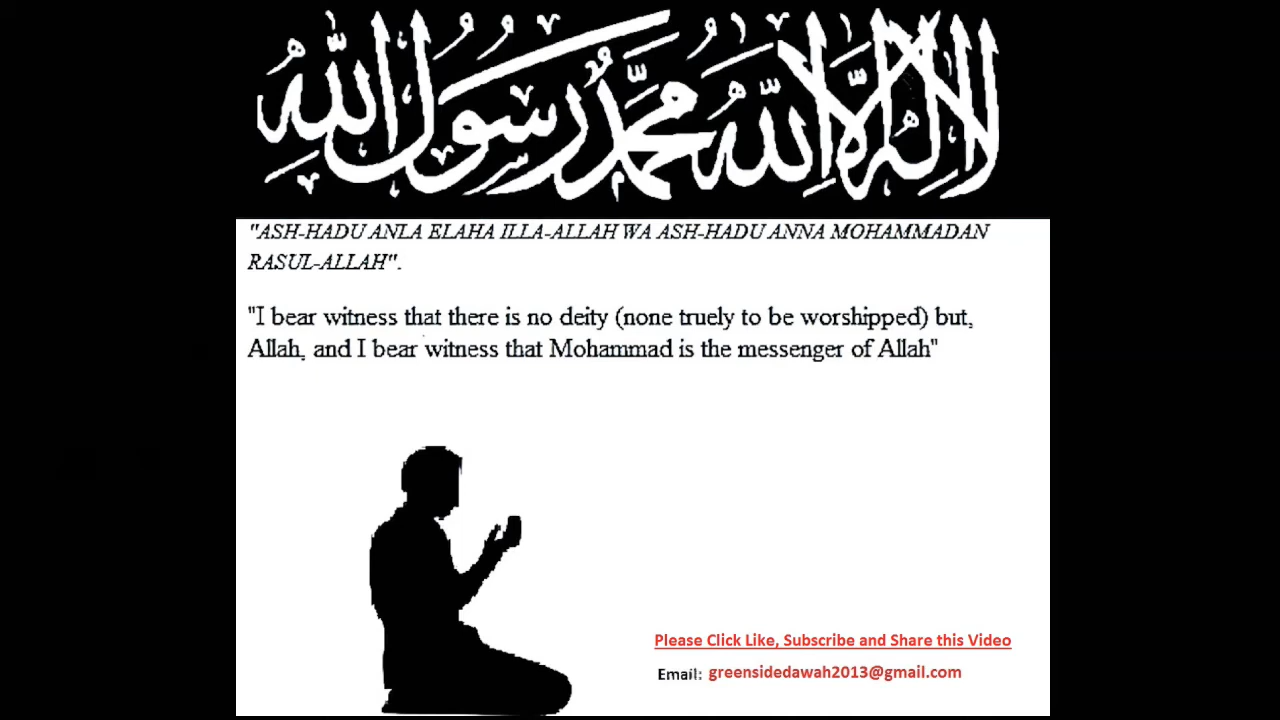 لا إله إلا الله محمد رسول الله
"ASH-HADU ANLA ELAHA ILLA-ALLAH WA ASH-HADU ANNA MOHAMMADAN
RASUL-ALLAH".
"I bear witness that there is no deity (none truely to be worshipped) but,
Allah, and I bear witness that Mohammad is the messenger of Allah"
Please Click Like, Subscribe and Share this Video
Email: greensidedawah2013@gmail.com